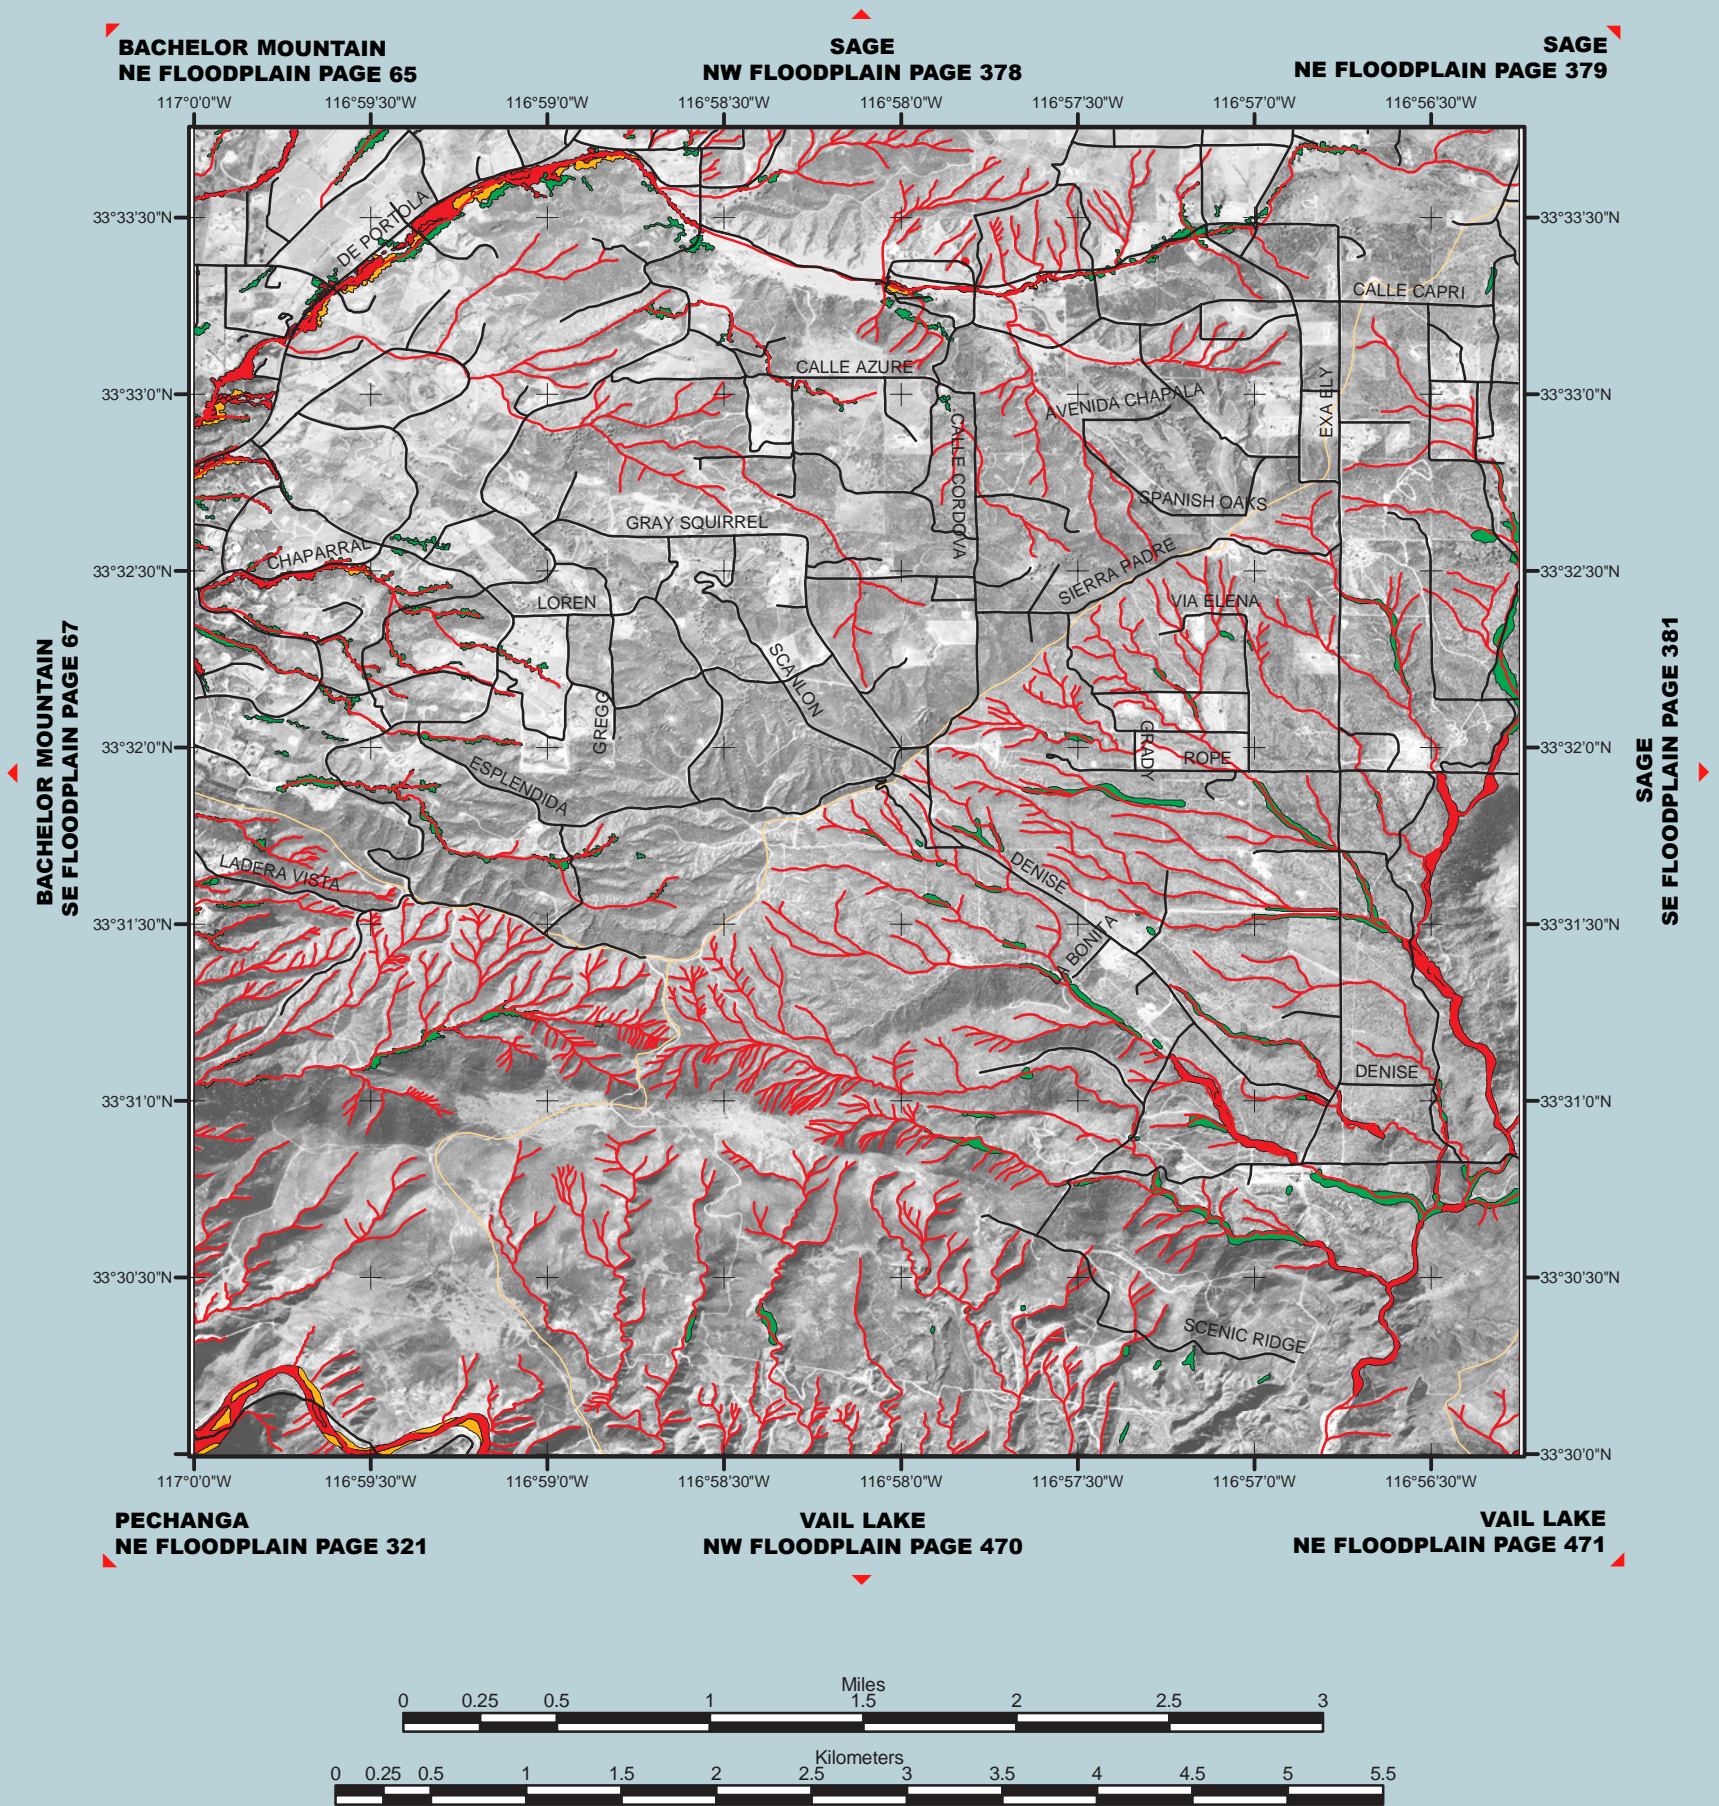 BACHELOR MOUNTAIN
NE FLOODPLAIN PAGE 65
SAGE
NW FLOODPLAIN PAGE 378
SAGE
NE FLOODPLAIN PAGE 379
117°0'0"W
116°59'30"W
116°59'0"W
116°58'30"W
116°58'0"W
116°57'30"W
116°57'0"W
116°56'30"W
33°33'30"N
33°33'30"N
DE PORTOLA
CALLE CAPRI
CALLE AZURE
33°33'0"N
33°33'0"N
AVENIDA CHAPALA
EXA ELY
CALLE CORDOVA
SPANISH OAKS
GRAY SQUIRREL
CHAPARRAL
33°32'30"N
33°32'30"N
SIERRA PADRE
LOREN
VIA ELENA
BACHELOR MOUNTAIN
SE FLOODPLAIN PAGE 67
SAGE
SE FLOODPLAIN PAGE 381
SCANLON
GREGG
GRADY
33°32'0"N
33°32'0"N
ROPE
ESPLENDIDA
LADERA VISTA
DENISE
33°31'30"N
33°31'30"N
A BONITA
DENISE
33°31'0"N
33°31'0"N
33°30'30"N
33°30'30"N
SCENIC RIDGE
33°30'0"N
117°0'0"W
116°59'30"W
116°59'0"W
116°58'30"W
116°58'0"W
116°57'30"W
116°57'0"W
116°56'30"W
PECHANGA
NE FLOODPLAIN PAGE 321
VAIL LAKE
NW FLOODPLAIN PAGE 470
VAIL LAKE
NE FLOODPLAIN PAGE 471
Miles
0 0.25 0.5 1 1.5 2 2.5 3
Kilometers
0 0.25 0.5 1 1.5 2 2.5 3 3.5 4 4.5 5 5.5